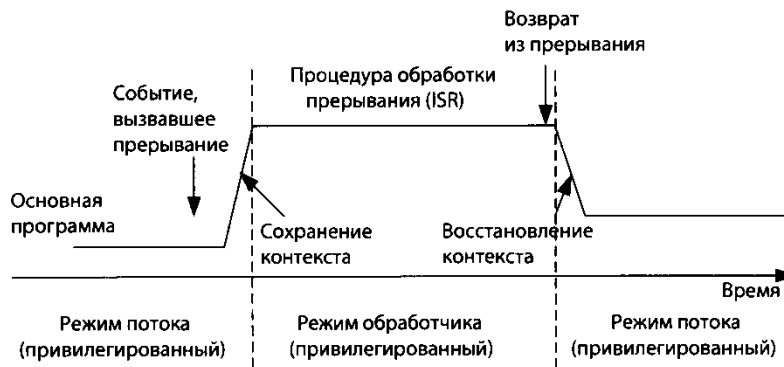 Возврат
из прерывания
Процедура обработки
прерывания (ISR)
Событие,
вызвавшее
прерывание
Основная
программа
Сохранение
контекста
Восстановление
контекста
Время
Режим потока
(привилегированный)
Режим обработчика
(привилегированный)
Режим потока
(привилегированный)